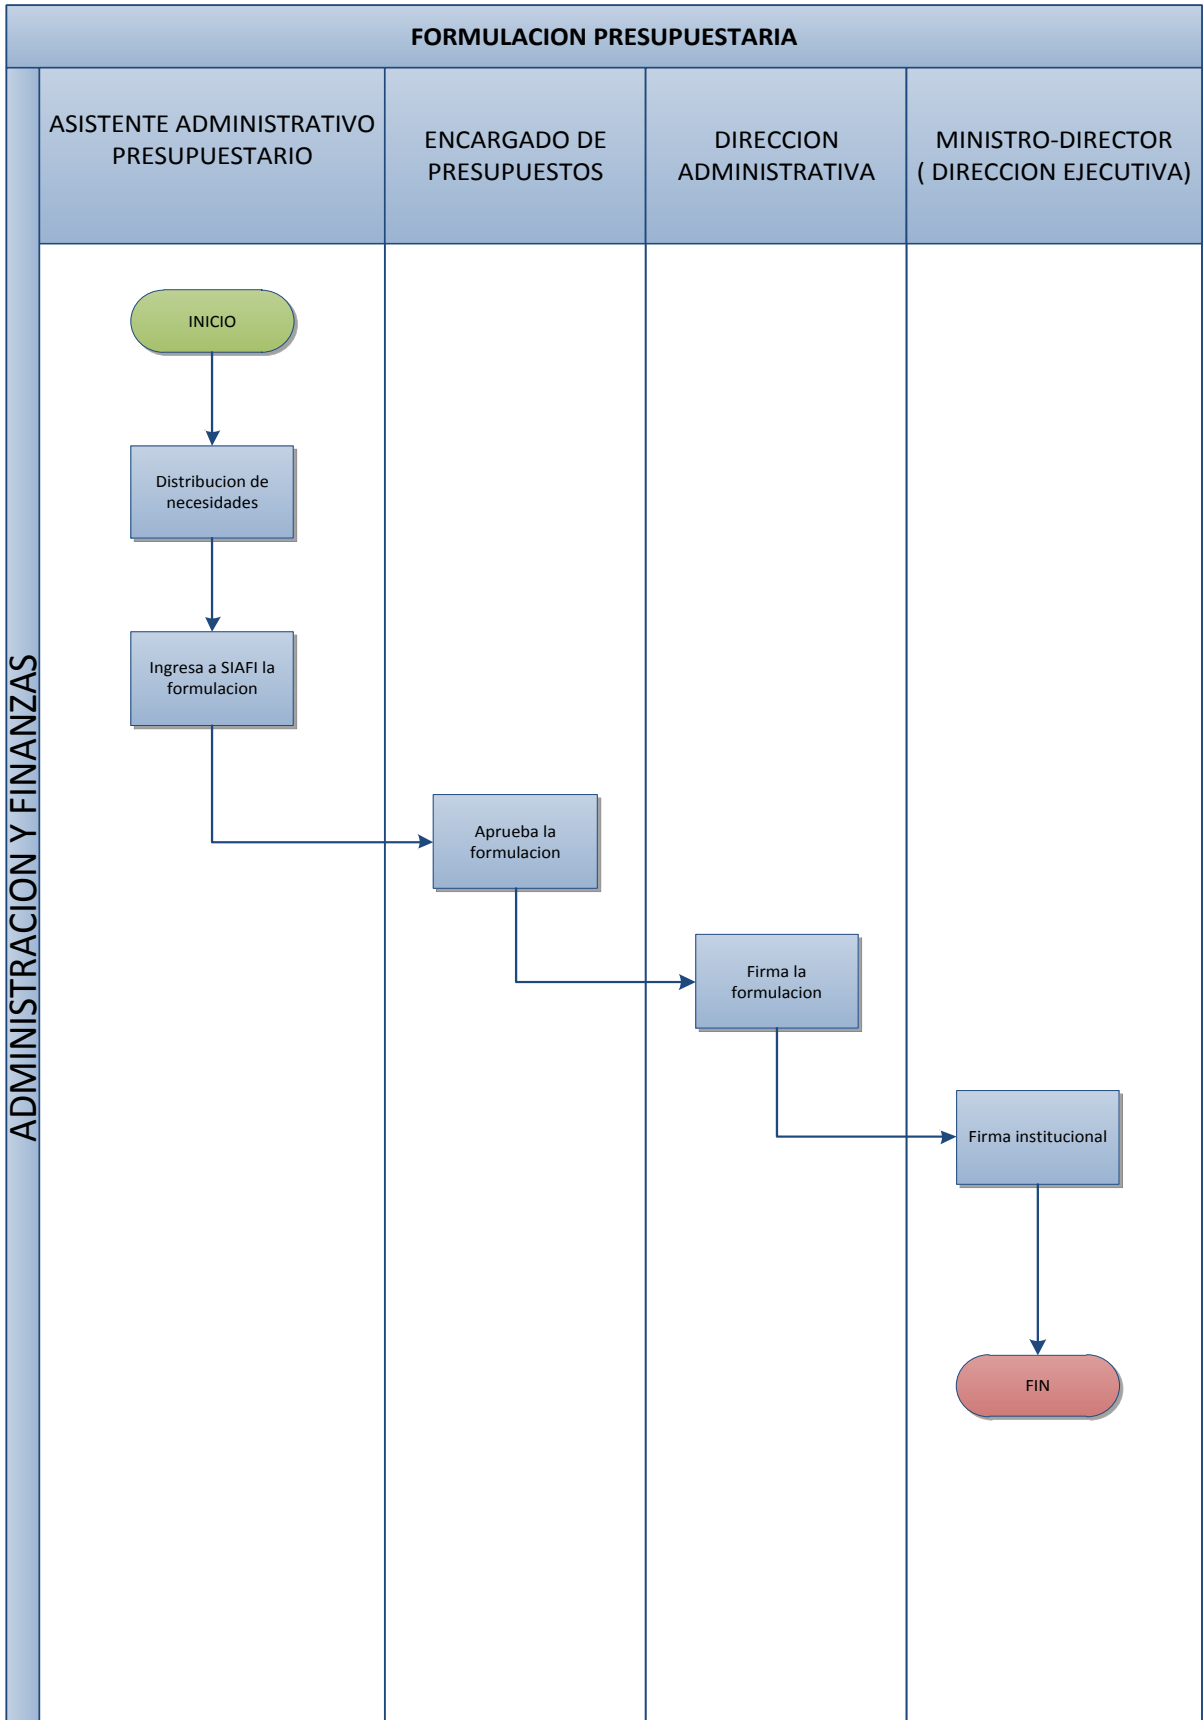 FORMULACION PRESUPUESTARIA
ASISTENTE ADMINISTRATIVO
PRESUPUESTARIO
ENCARGADO DE
PRESUPUESTOS
DIRECCION
ADMINISTRATIVA
MINISTRO-DIRECTOR
( DIRECCION EJECUTIVA)
ADMINISTRACION Y FINANZAS
INICIO
Distribucion de
necesidades
Ingresa a SIAFI la
formulacion
Aprueba la
formulacion
Firma la
formulacion
Firma institucional
FIN